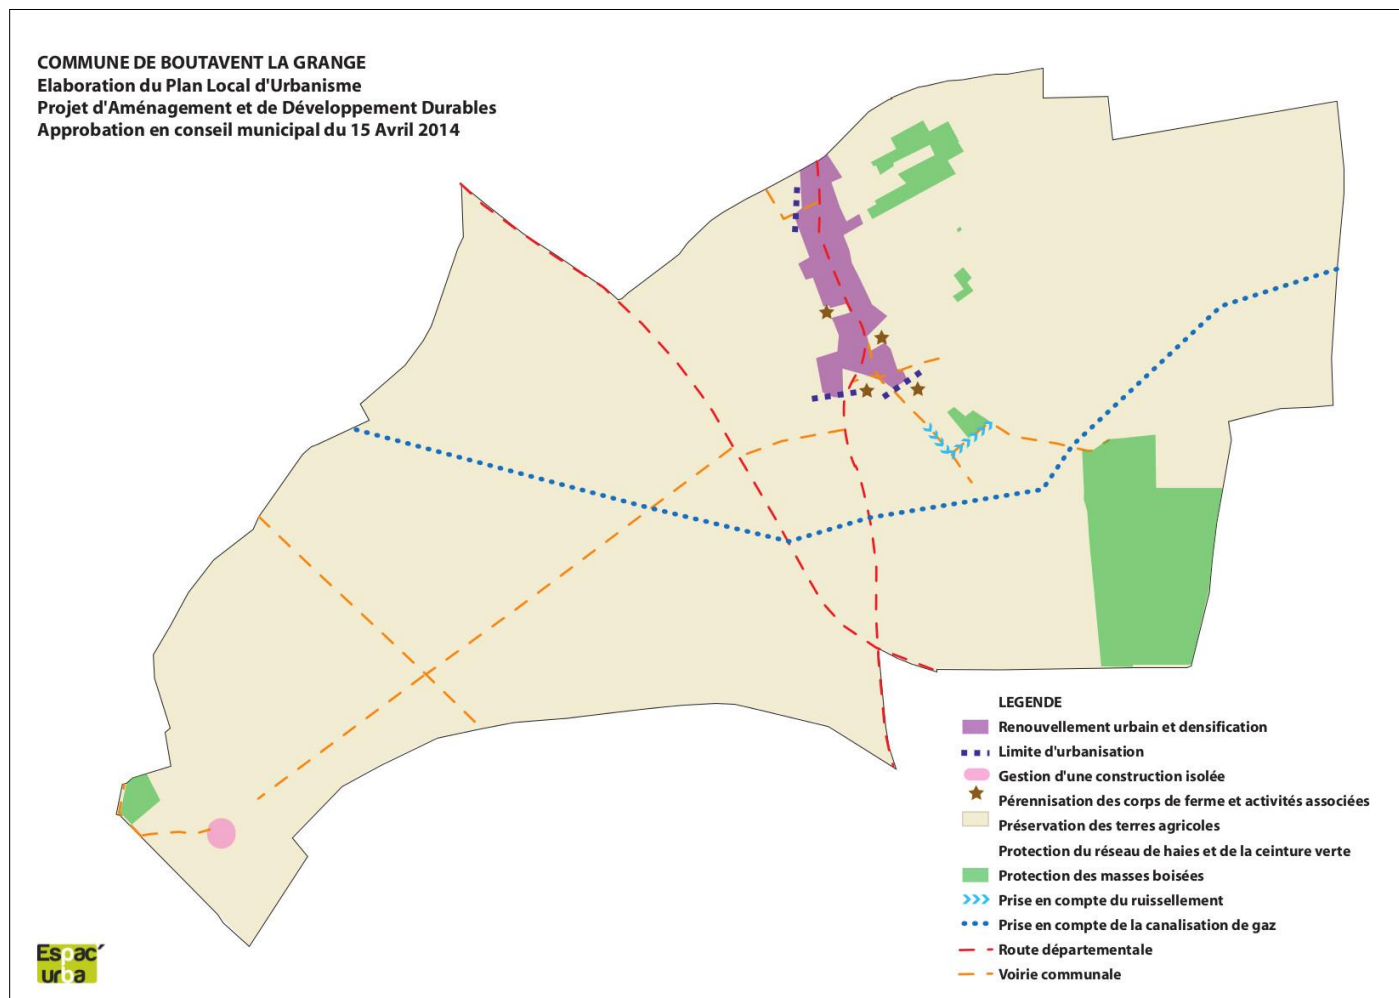 COMMUNE DE BOUTAVENT LA GRANGE
Elaboration du Plan Local d'Urbanisme
Projet d'Aménagement et de Développement Durables
Approbation en conseil municipal du 15 Avril 2014
LEGENDE
Renouvellement urbain et densification
Limite d'urbanisation
Gestion d'une construction isolée
Pérennisation des corps de ferme et activités associées
Préservation des terres agricoles
Protection du réseau de haies et de la ceinture verte
Protection des masses boisées
Prise en compte du ruissellement
Prise en compte de la canalisation de gaz
Route départementale
Voirie communale
Espac'
urba